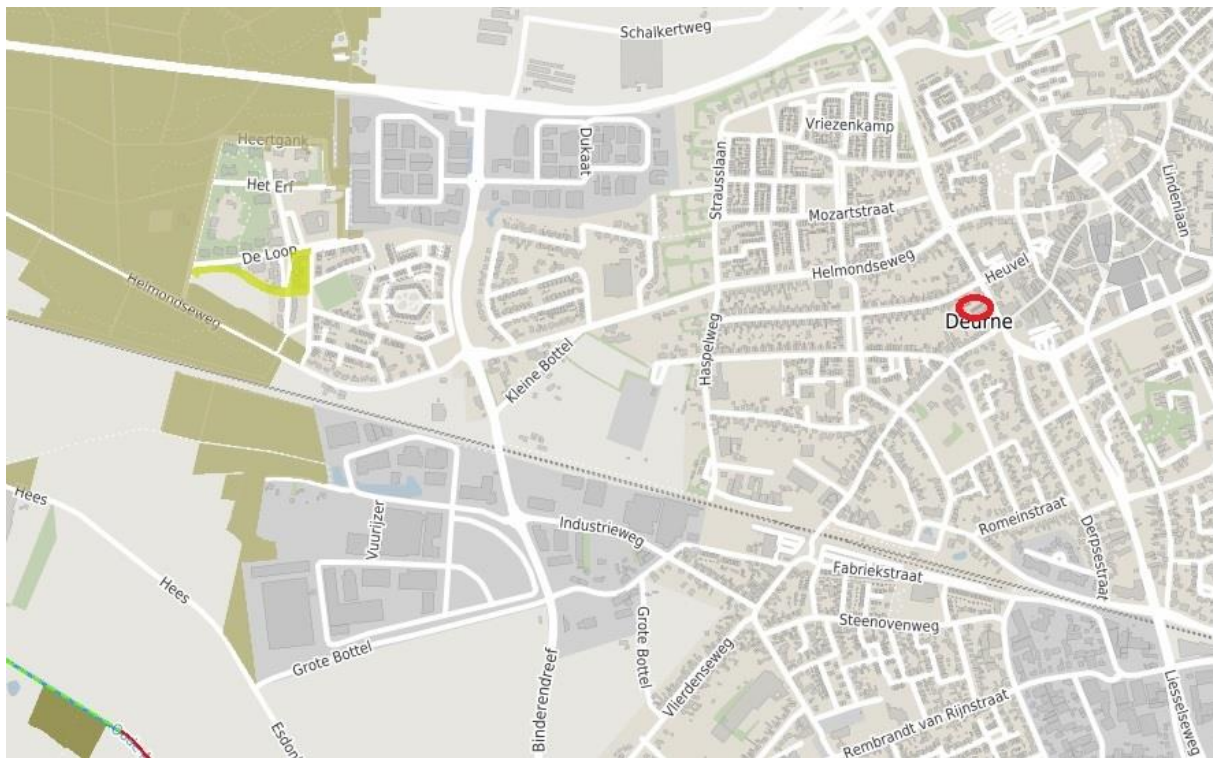 Schalkertweg
Vriezenkamp
Dukaat
Heertgank
Strausslaan
Lindenlaan
Het Erf
Mozartstraat
De Loop
Helmondseweg
Heuvel
Helmondseweg
Deurne
Haspelweg
Kleine Bottel
Hees
Vuurijzer
Industrieweg
Romeinstraat
Derpsestraat
Hees
Fabriekstraat
Steenovenweg
Grote Bottel
Grote Bottel
Vlierdenseweg
Binderendreef
Rembrandt van Rijnstraat
Liesselseweg